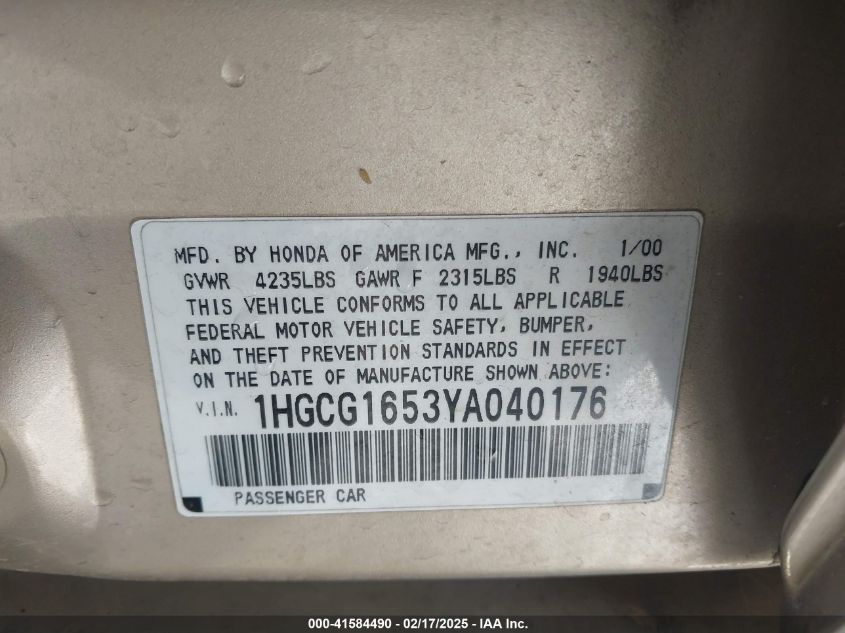 MFD. BY HONDA OF AMERICA MFG., INC. 1/00
GVWR 4235LBS GAWR F 2315LBS R 1940LBS
THIS VEHICLE CONFORMS TO ALL APPLICABLE
FEDERAL MOTOR VEHICLE SAFETY, BUMPER,
AND THEFT PREVENTION STANDARDS IN EFFECT
ON THE DATE OF MANUFACTURE SHOWN ABOVE:
V.I.N. 1HGCG1653YA040176
PASSENGER CAR
000-41584490 - 02/17/2025 - IAA Inc.